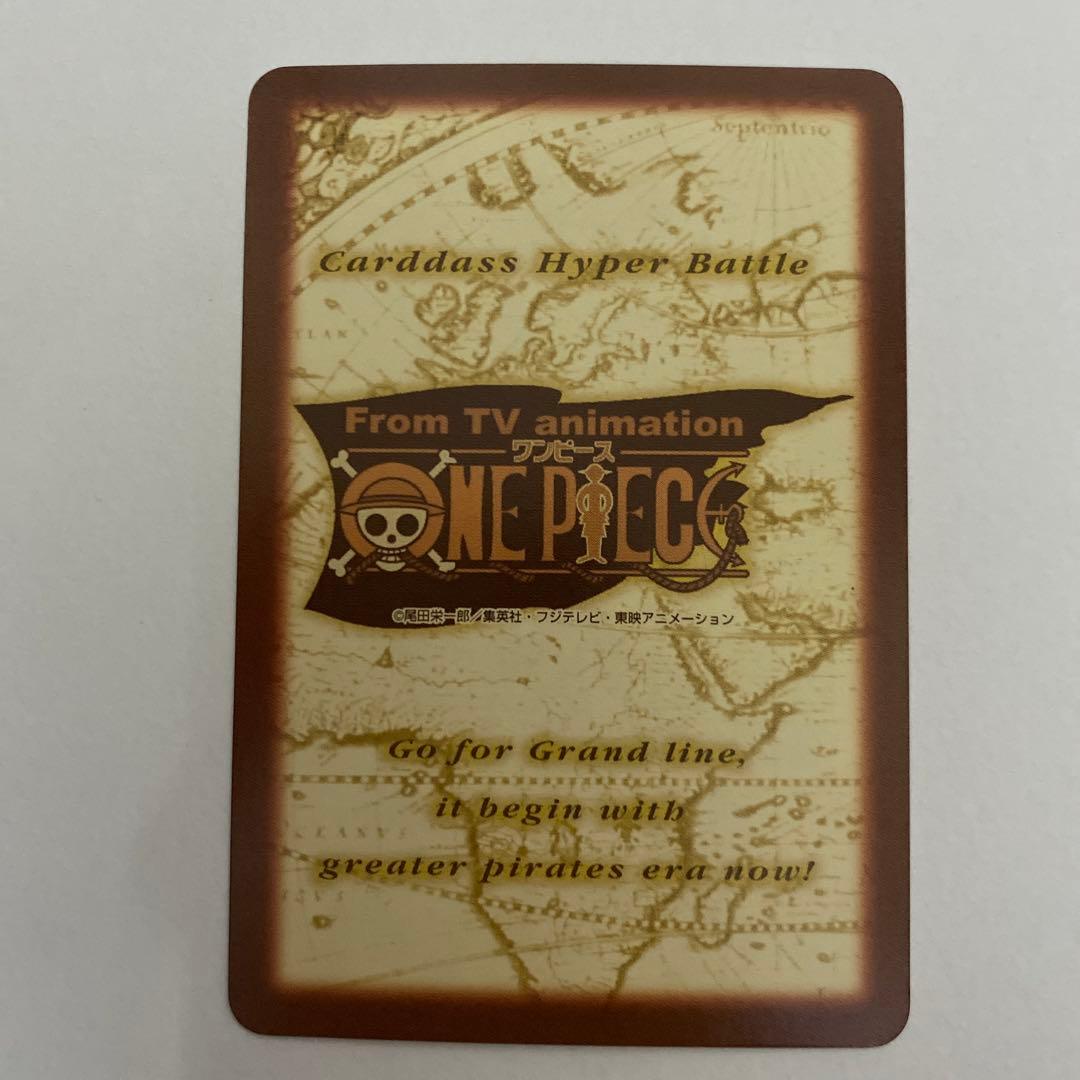 Septentrio
Carddass Hyper Battle
TLAN
From TV animation
ワンピース
ONE PIECE
©尾田栄一郎／集英社・フジテレビ・東映アニメーション
Go for Grand line,
it begin with
greater pirates era now!